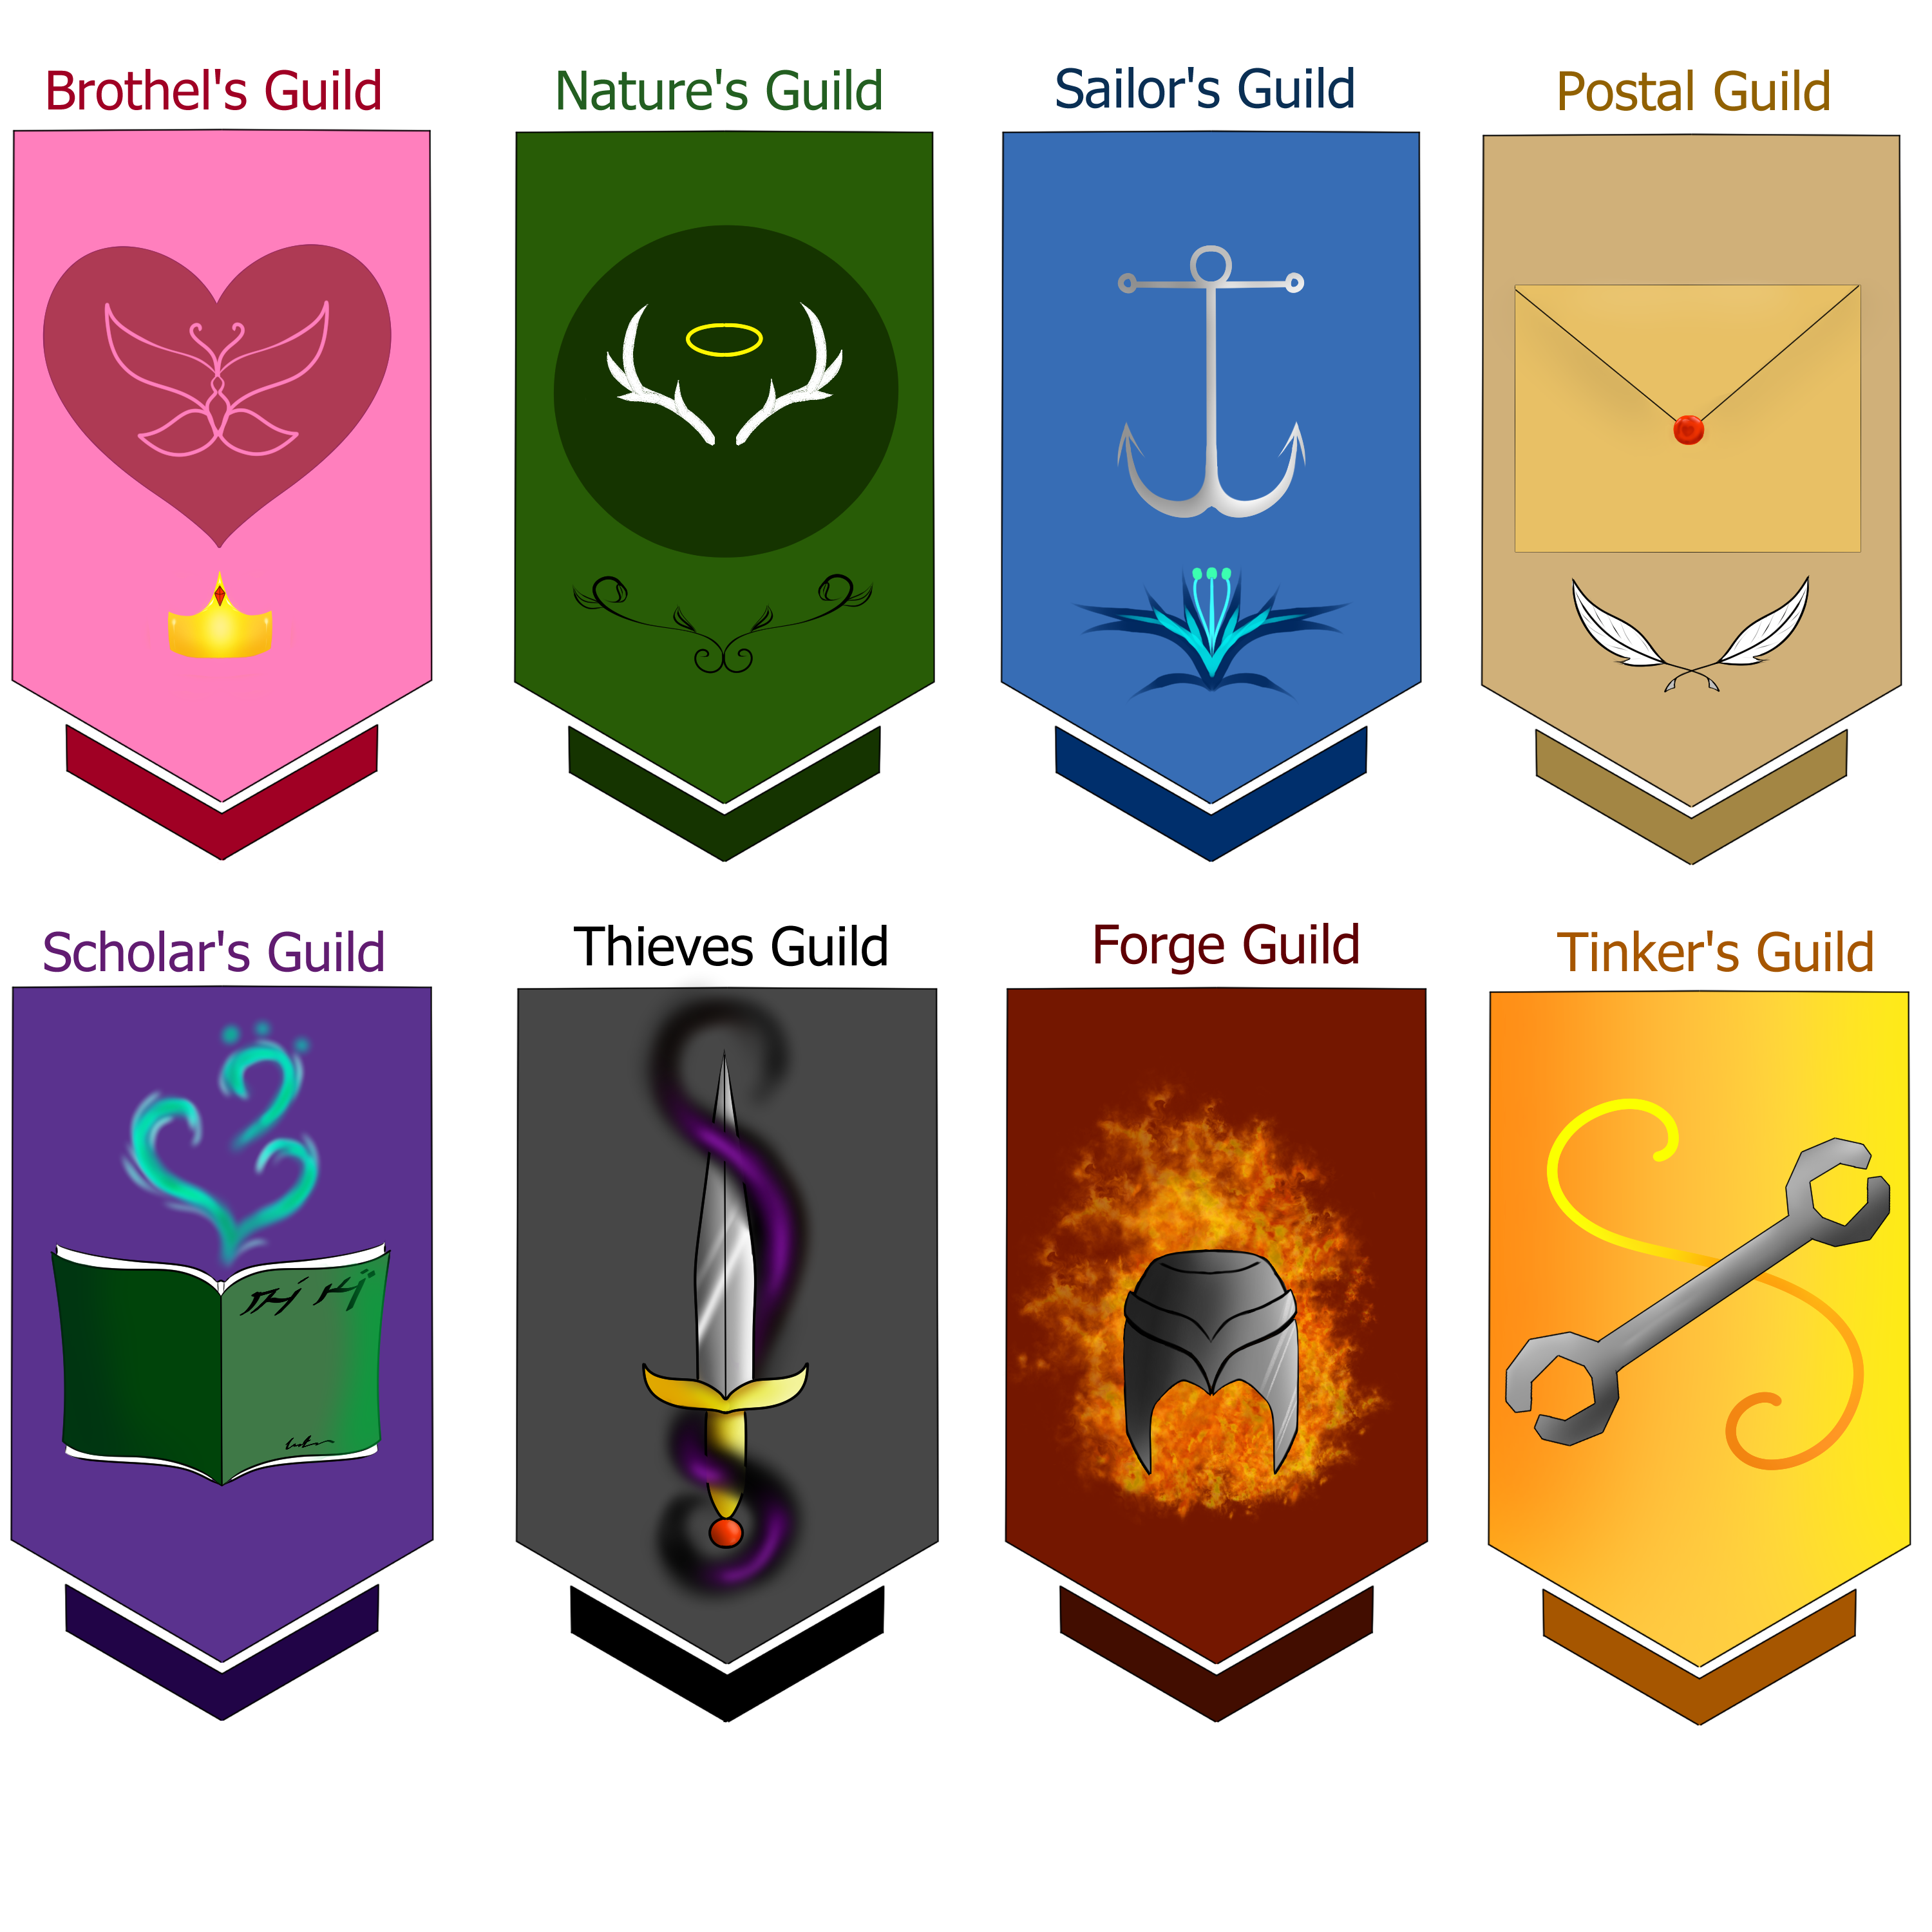 Brothel's Guild
Nature's Guild
Sailor's Guild
Postal Guild
Scholar's Guild
Thieves Guild
Forge Guild
Tinker's Guild